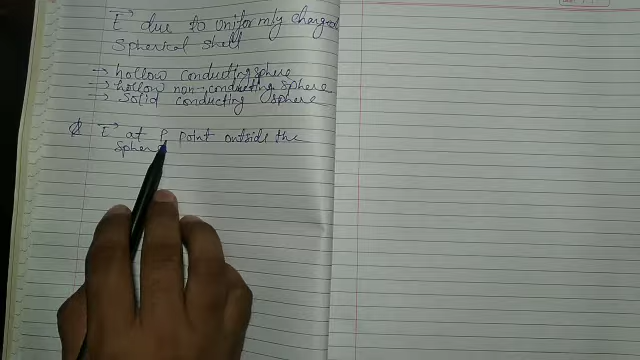 E due to uniformly charged
Spherical shell
→ hollow conducting sphere
→ hollow non-conducting sphere
→ Solid conducting sphere
E at P point outside the
Sphere